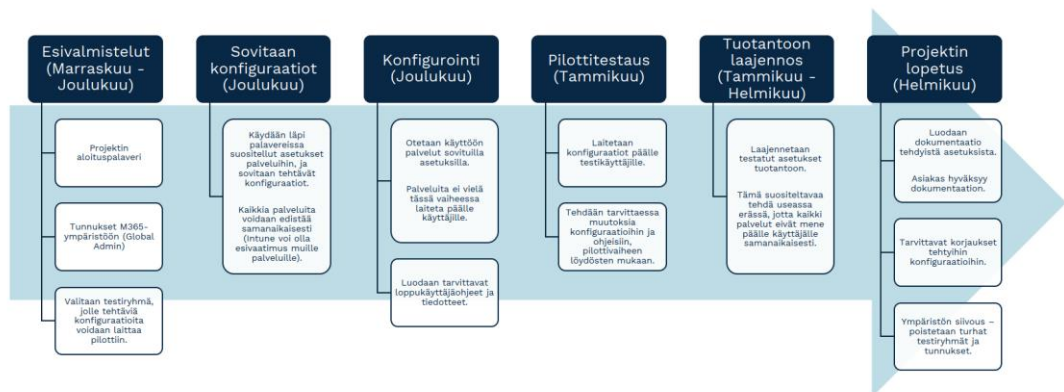 Esivalmistelut
(Marraskuu -
Joulukuu)
Projektin
aloituspalaveri
Tunnukset M365-
ympäristöön (Global
Admin)
Valitaan testiryhmä,
jolle tehtäviä
konfiguraatioita
voidaan laittaa
pilottiin.
Sovitaan
konfiguraatiot
(Joulukuu)
Käydään läpi
palavereissa
suositellut asetukset
palveluihin, ja
sovitaan tehtävät
konfiguraatiot.
Kaikkia palveluita
voidaan edistää
samanaikaisesti
(Intune voi olla
esivaatimus muille
palveluille).
Konfigurointi
(Joulukuu)
Otetaan käyttöön
palvelut sovituilla
asetuksilla.
Palveluita ei vielä
tässä vaiheessa
laiteta päälle
käyttäjille.
Luodaan tarvittavat
loppukäyttäjäohjeet ja
tiedotteet.
Pilottitestaus
(Tammikuu)
Laitetaan
konfiguraatiot päälle
testikäyttäjille.
Tehdään tarvittaessa
muutoksia
konfiguraatioihin ja
ohjeisiin,
pilottivaiheen
löydösten mukaan.
Tuotantoon
laajennos
(Tammikuu -
Helmikuu)
Laajennetaan
testatut asetukset
tuotantoon.
Tämä suositeltavaa
tehdä useassa
erässä, jotta kaikki
palvelut eivät mene
päälle käyttäjälle
samanaikaisesti.
Projektin
lopetus
(Helmikuu)
Luodaan
dokumentaatio
tehdyistä asetuksista.
Asiakas hyväksyy
dokumentaation.
Tarvittavat korjaukset
tehtyihin
konfiguraatioihin.
Ympäristön siivous –
poistetaan turhat
testiryhmät ja
tunnukset.